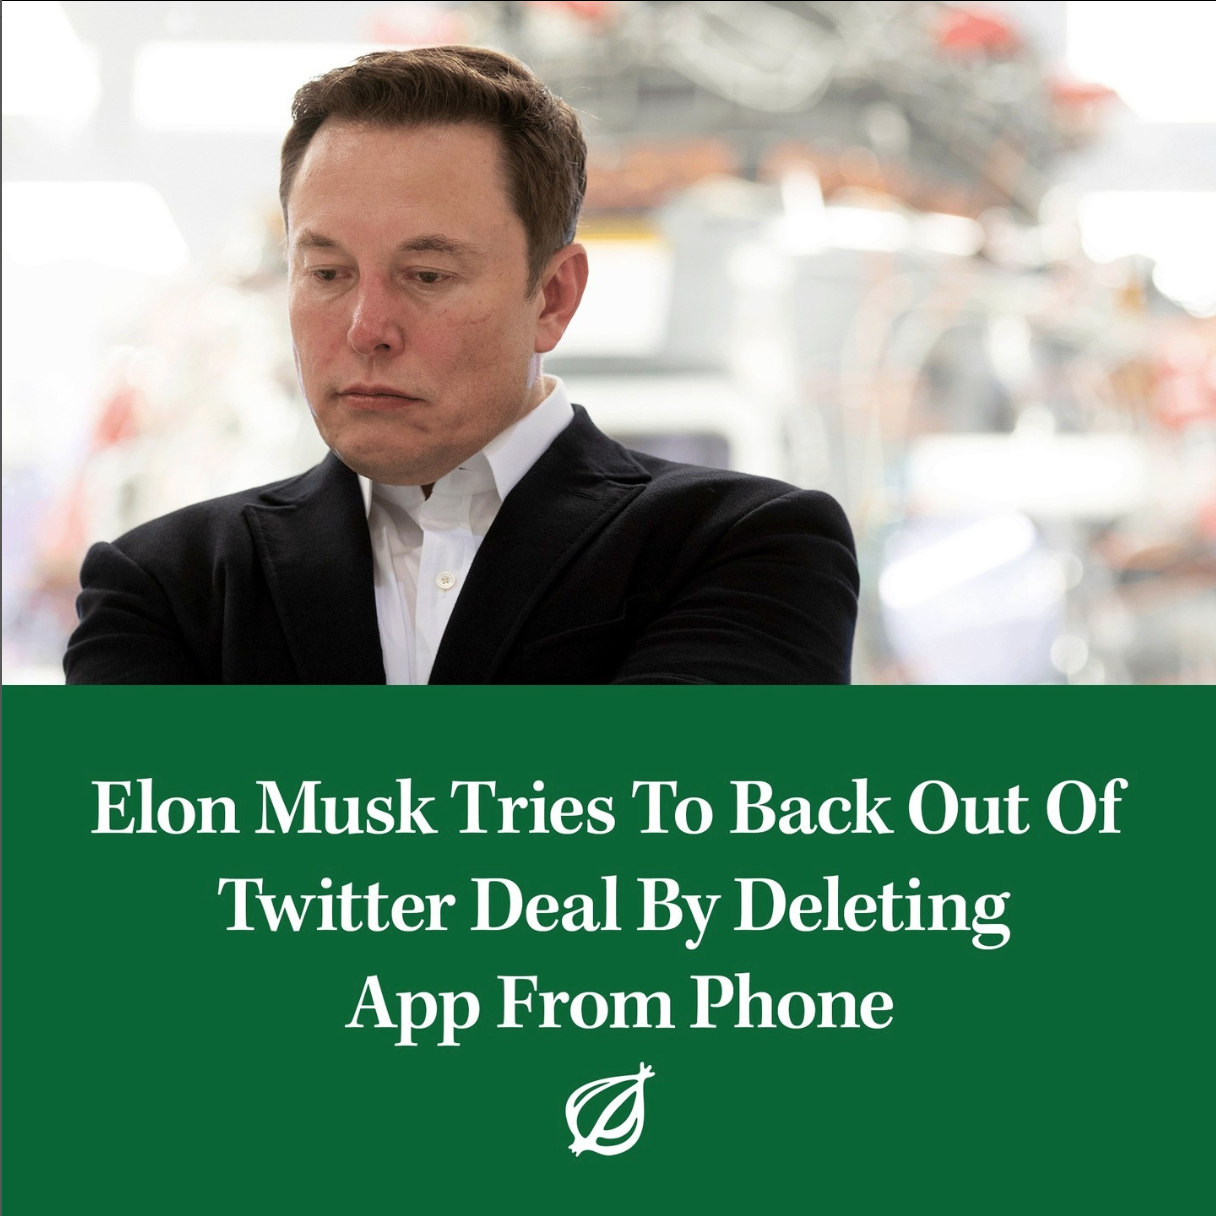 Elon Musk Tries To Back Out Of
Twitter Deal By Deleting
App From Phone